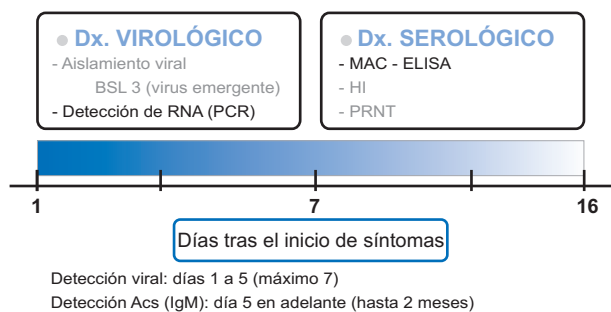 Dx. VIROLÓGICO
- Aislamiento viral
BSL 3 (virus emergente)
- Detección de RNA (PCR)
Dx. SEROLÓGICO
- MAC - ELISA
- HI
- PRNT
1 7 16
Días tras el inicio de síntomas
Detección viral: días 1 a 5 (máximo 7)
Detección Acs (IgM): día 5 en adelante (hasta 2 meses)